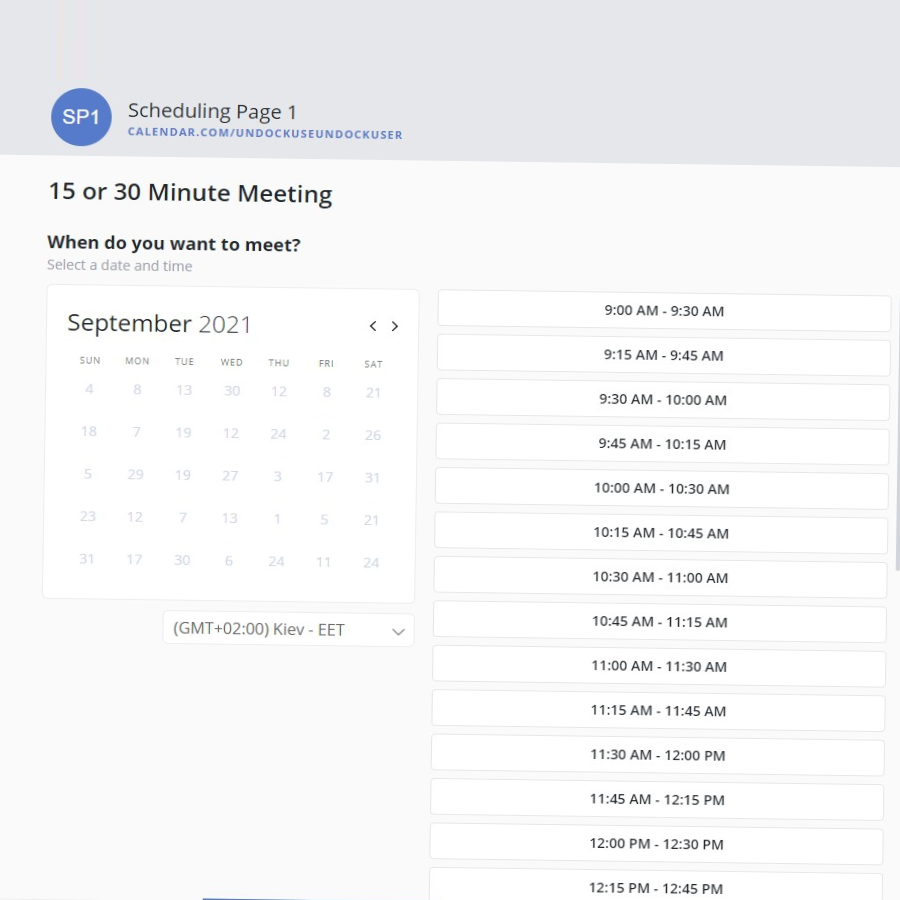 SP1
Scheduling Page 1
CALENDAR.COM/UNDOCKUSEUNDOCKUSER
15 or 30 Minute Meeting
When do you want to meet?
Select a date and time
September 2021
SUN MON TUE WED THU FRI SAT
4 8 13 30 12 8 21
18 7 19 12 24 2 26
5 29 19 27 3 17 31
23 12 7 13 1 5 21
31 17 30 6 24 11 24
(GMT+02:00) Kiev - EET
9:00 AM - 9:30 AM
9:15 AM - 9:45 AM
9:30 AM - 10:00 AM
9:45 AM - 10:15 AM
10:00 AM - 10:30 AM
10:15 AM - 10:45 AM
10:30 AM - 11:00 AM
10:45 AM - 11:15 AM
11:00 AM - 11:30 AM
11:15 AM - 11:45 AM
11:30 AM - 12:00 PM
11:45 AM - 12:15 PM
12:00 PM - 12:30 PM
12:15 PM - 12:45 PM